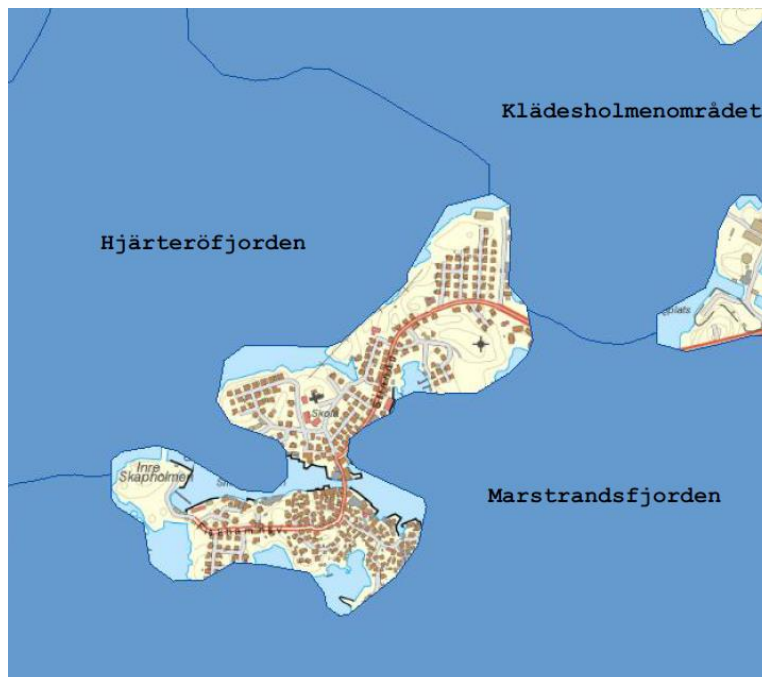 Klädesholmenområdet
Hjärteröfjorden
Skola
Inre
Skapholmen
Marstrandsfjorden